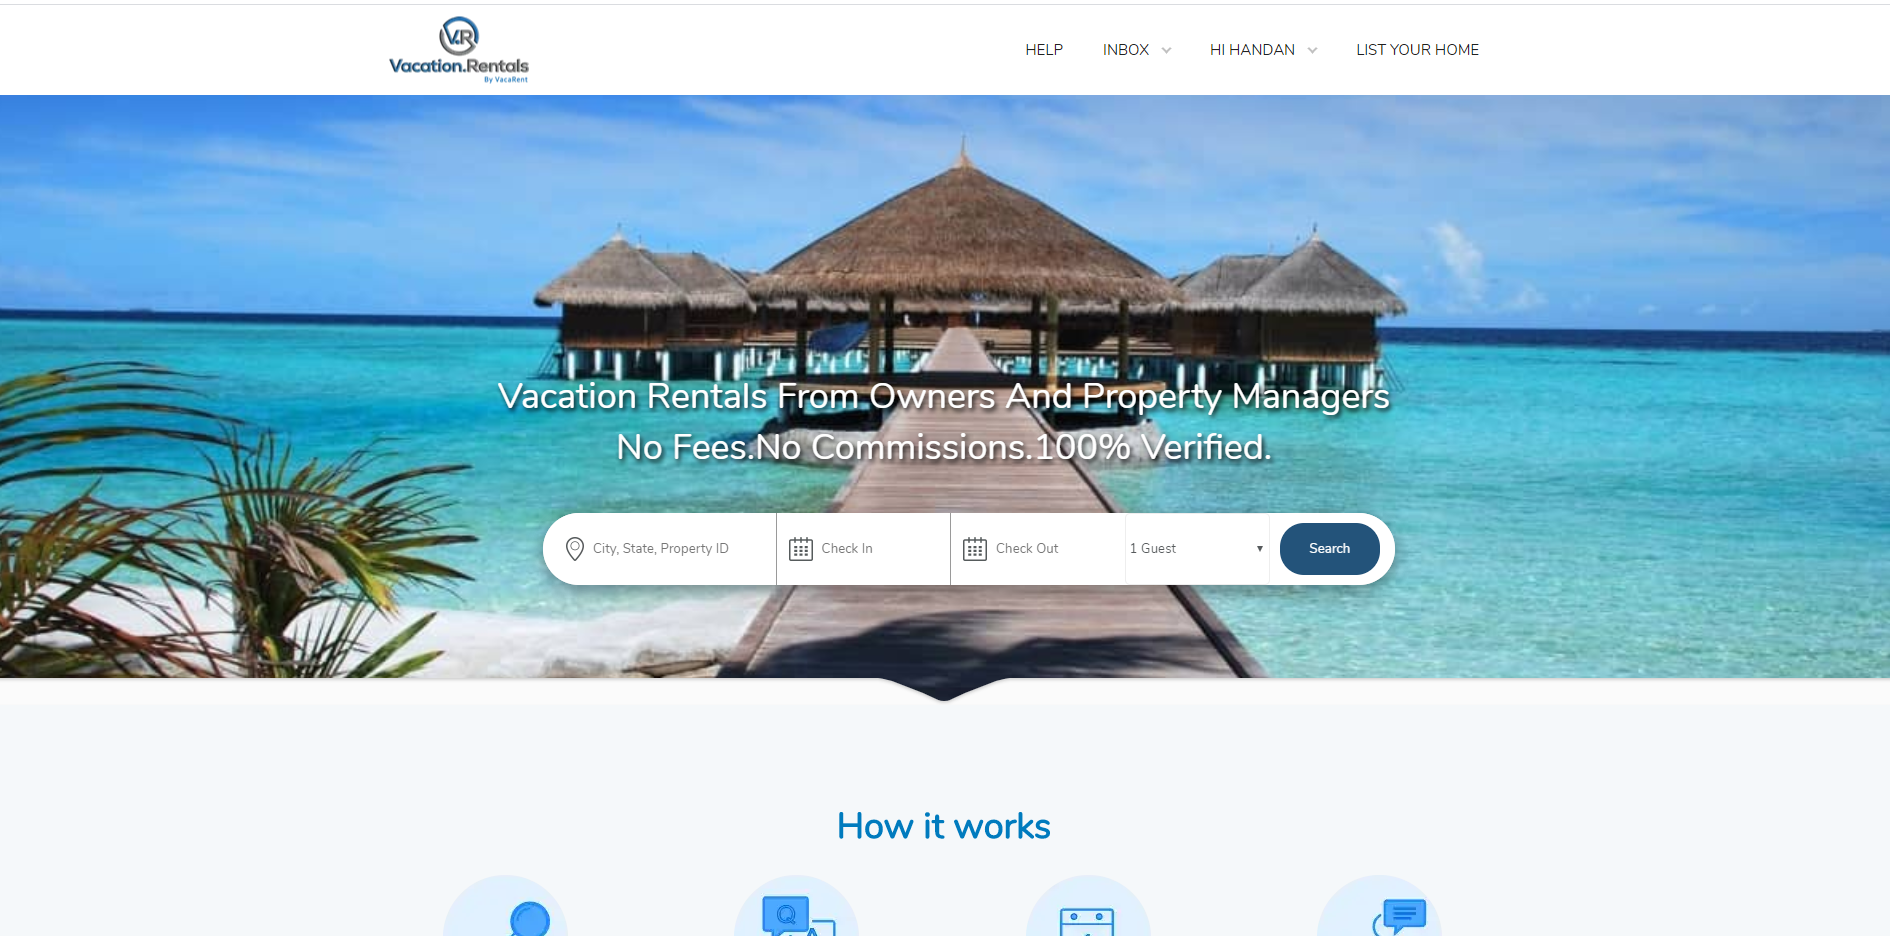 VR
Vacation.Rentals
By VacaRent
HELP
INBOX
HI HANDAN
LIST YOUR HOME
Vacation Rentals From Owners And Property Managers
No Fees.No Commissions.100% Verified.
City, State, Property ID
Check In
Check Out
1 Guest
Search
How it works
Q